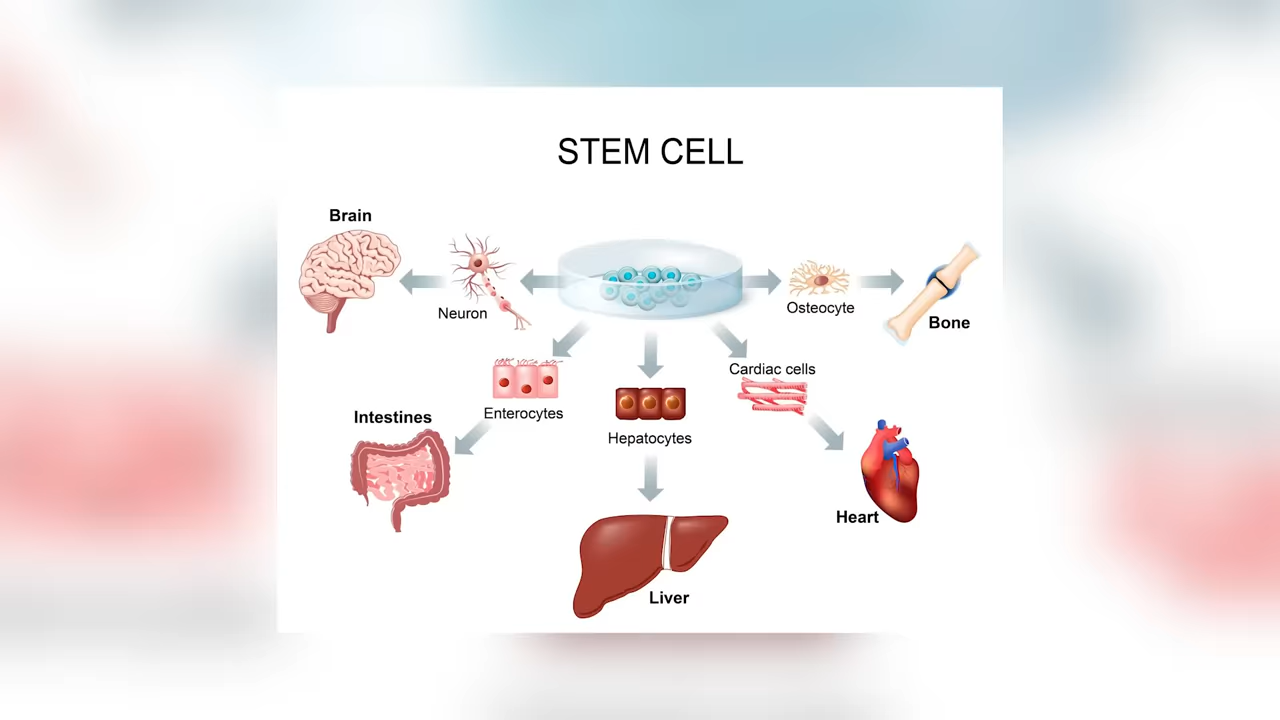 STEM CELL
Brain
Neuron
Osteocyte
Bone
Cardiac cells
Enterocytes
Intestines
Hepatocytes
Heart
Liver